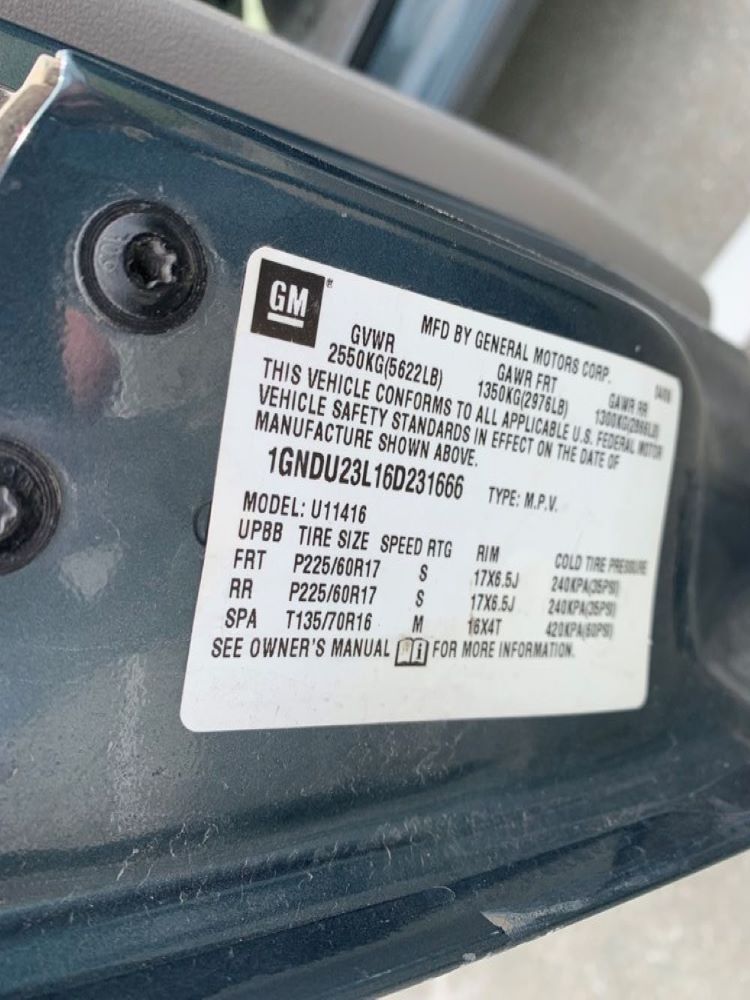 GM®
MFD BY GENERAL MOTORS CORP.
GVWR GAWR FRT GAWR RR
2550KG(5622LB) 1350KG(2976LB) 1300KG(2866LB)
THIS VEHICLE CONFORMS TO ALL APPLICABLE U.S. FEDERAL MOTOR
VEHICLE SAFETY STANDARDS IN EFFECT ON THE DATE OF
MANUFACTURE SHOWN ABOVE.
1GNDU23L16D231666 TYPE: M.P.V.
MODEL: U11416
UPBB TIRE SIZE SPEED RTG RIM COLD TIRE PRESSURE
FRT P225/60R17 S 17X6.5J 240KPA(35PSI)
RR P225/60R17 S 17X6.5J 240KPA(35PSI)
SPA T135/70R16 M 16X4T 420KPA(60PSI)
SEE OWNER'S MANUAL FOR MORE INFORMATION.